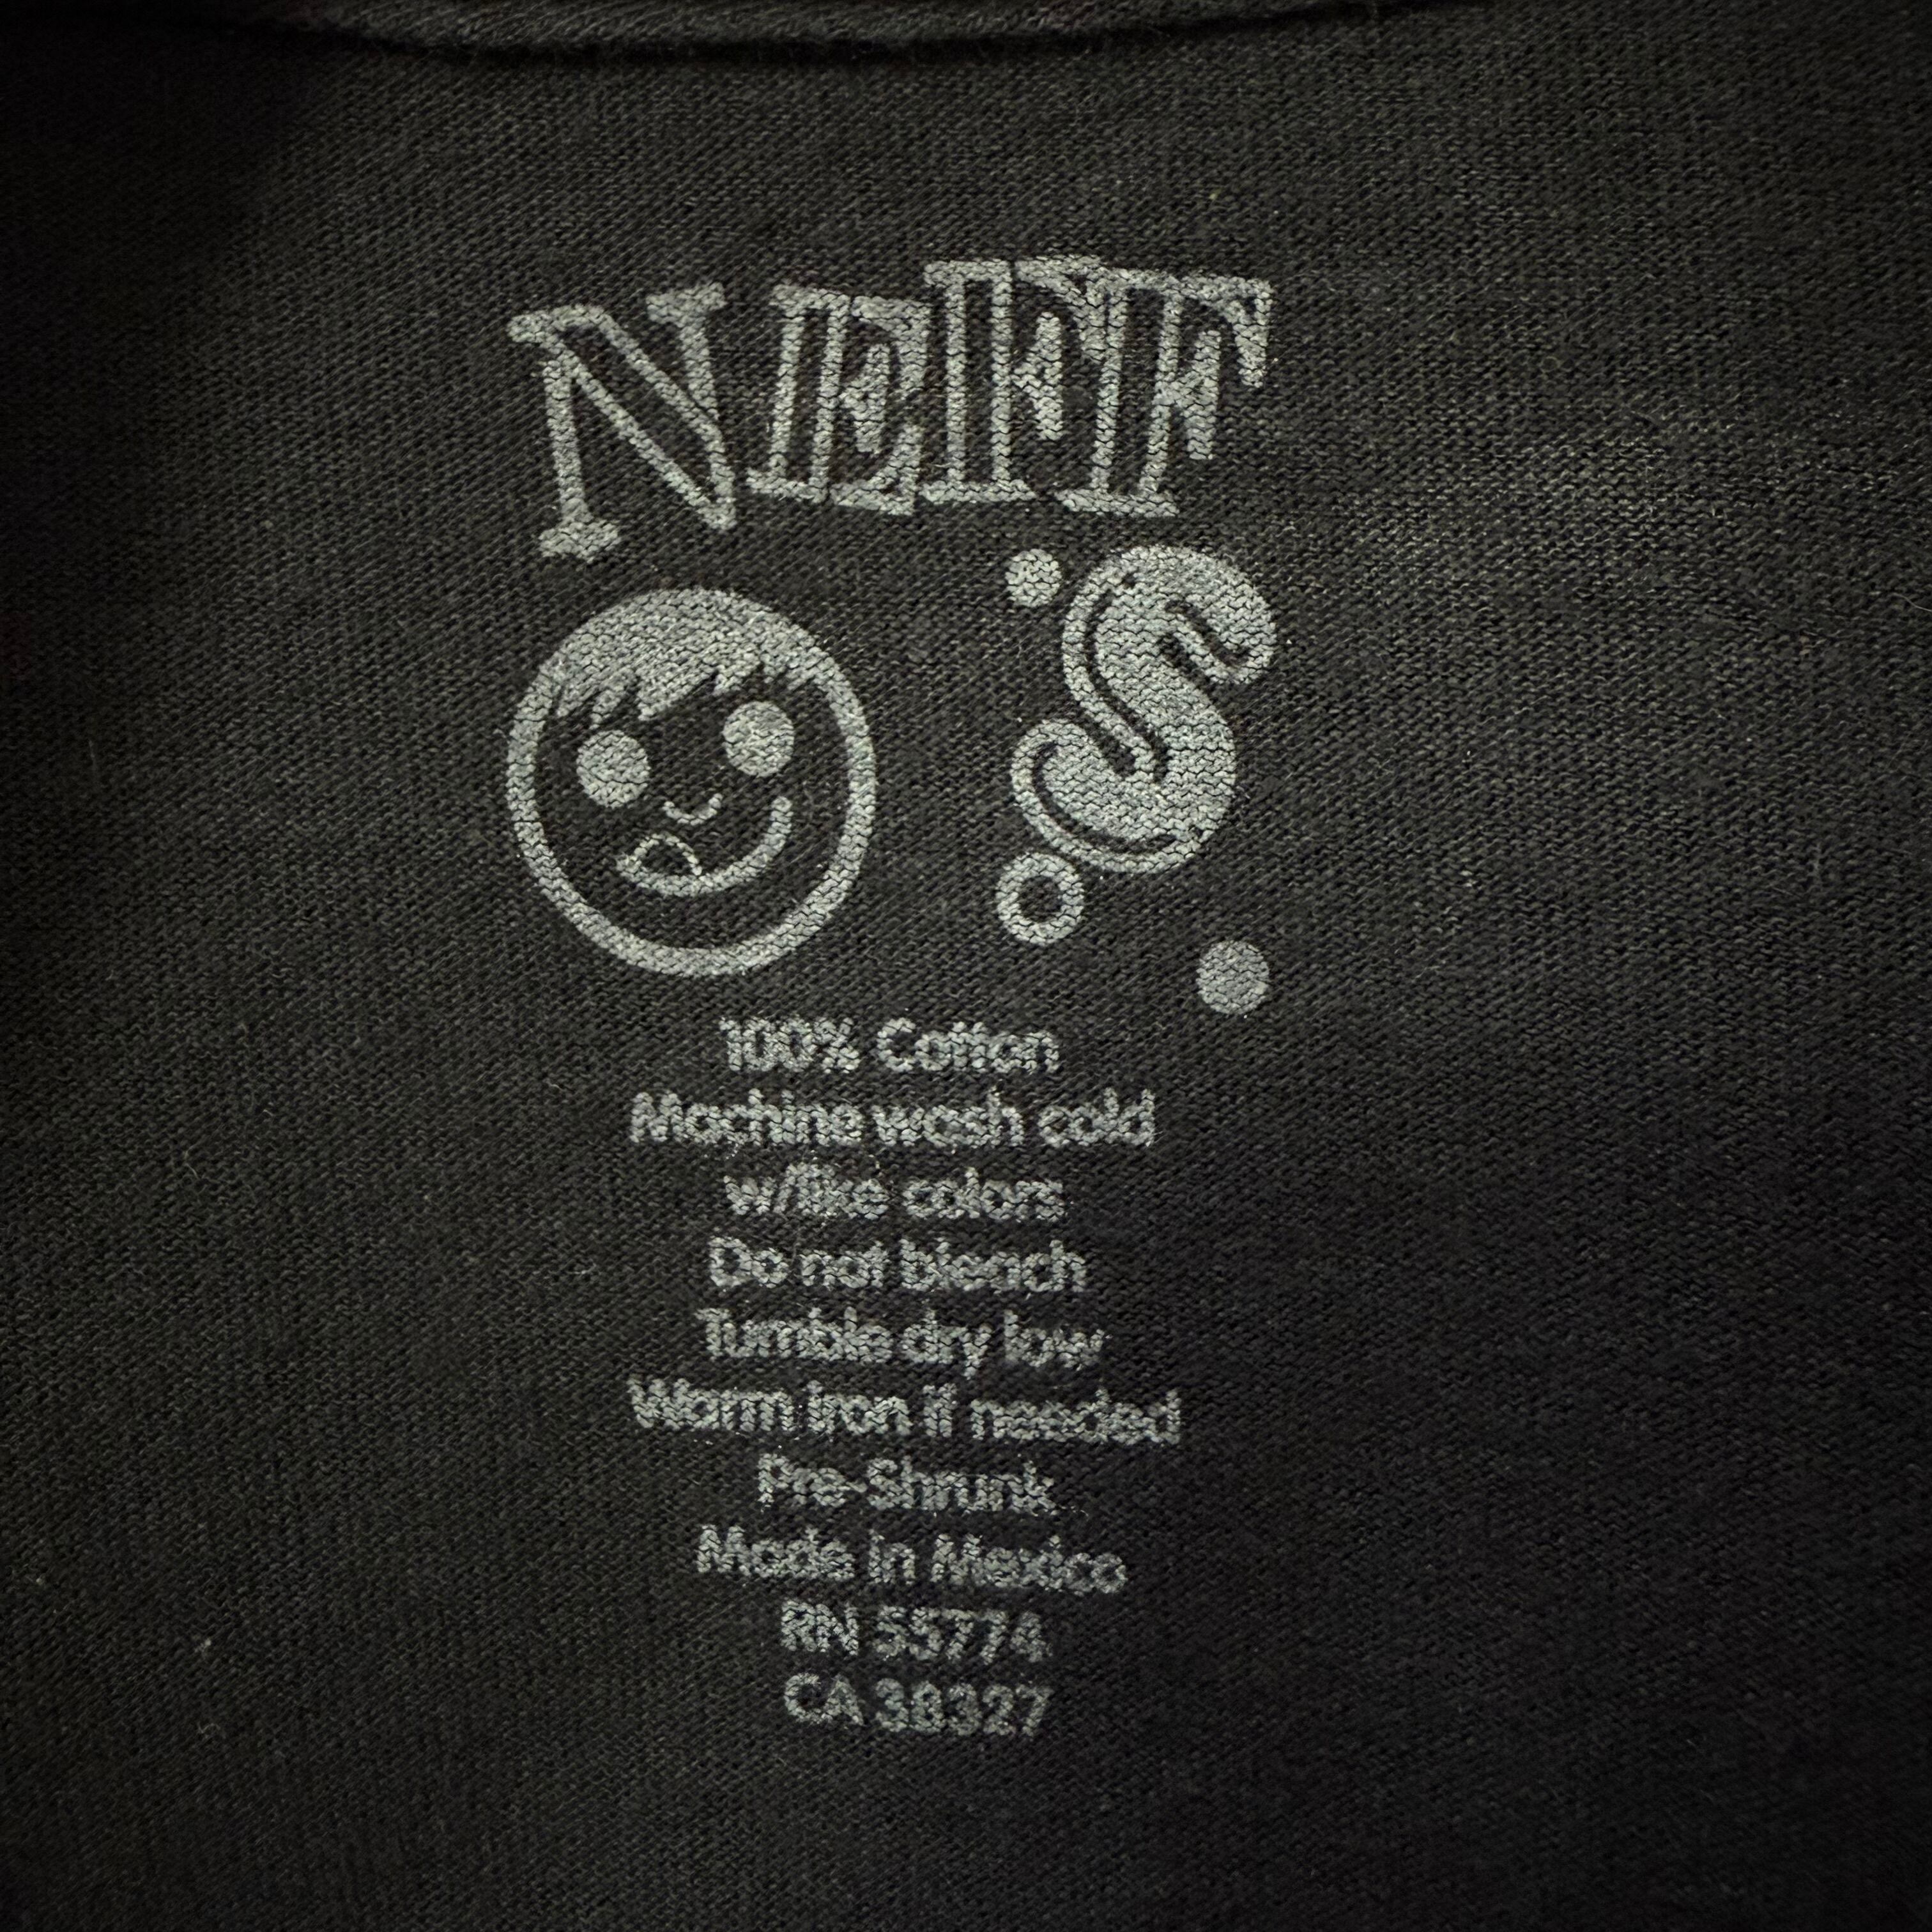 NEFF
S
100% Cotton
Machine wash cold
w/like colors
Do not bleach
Tumble dry low
Warm iron if needed
Pre-Shrunk
Made in Mexico
RN 55774
CA 38327